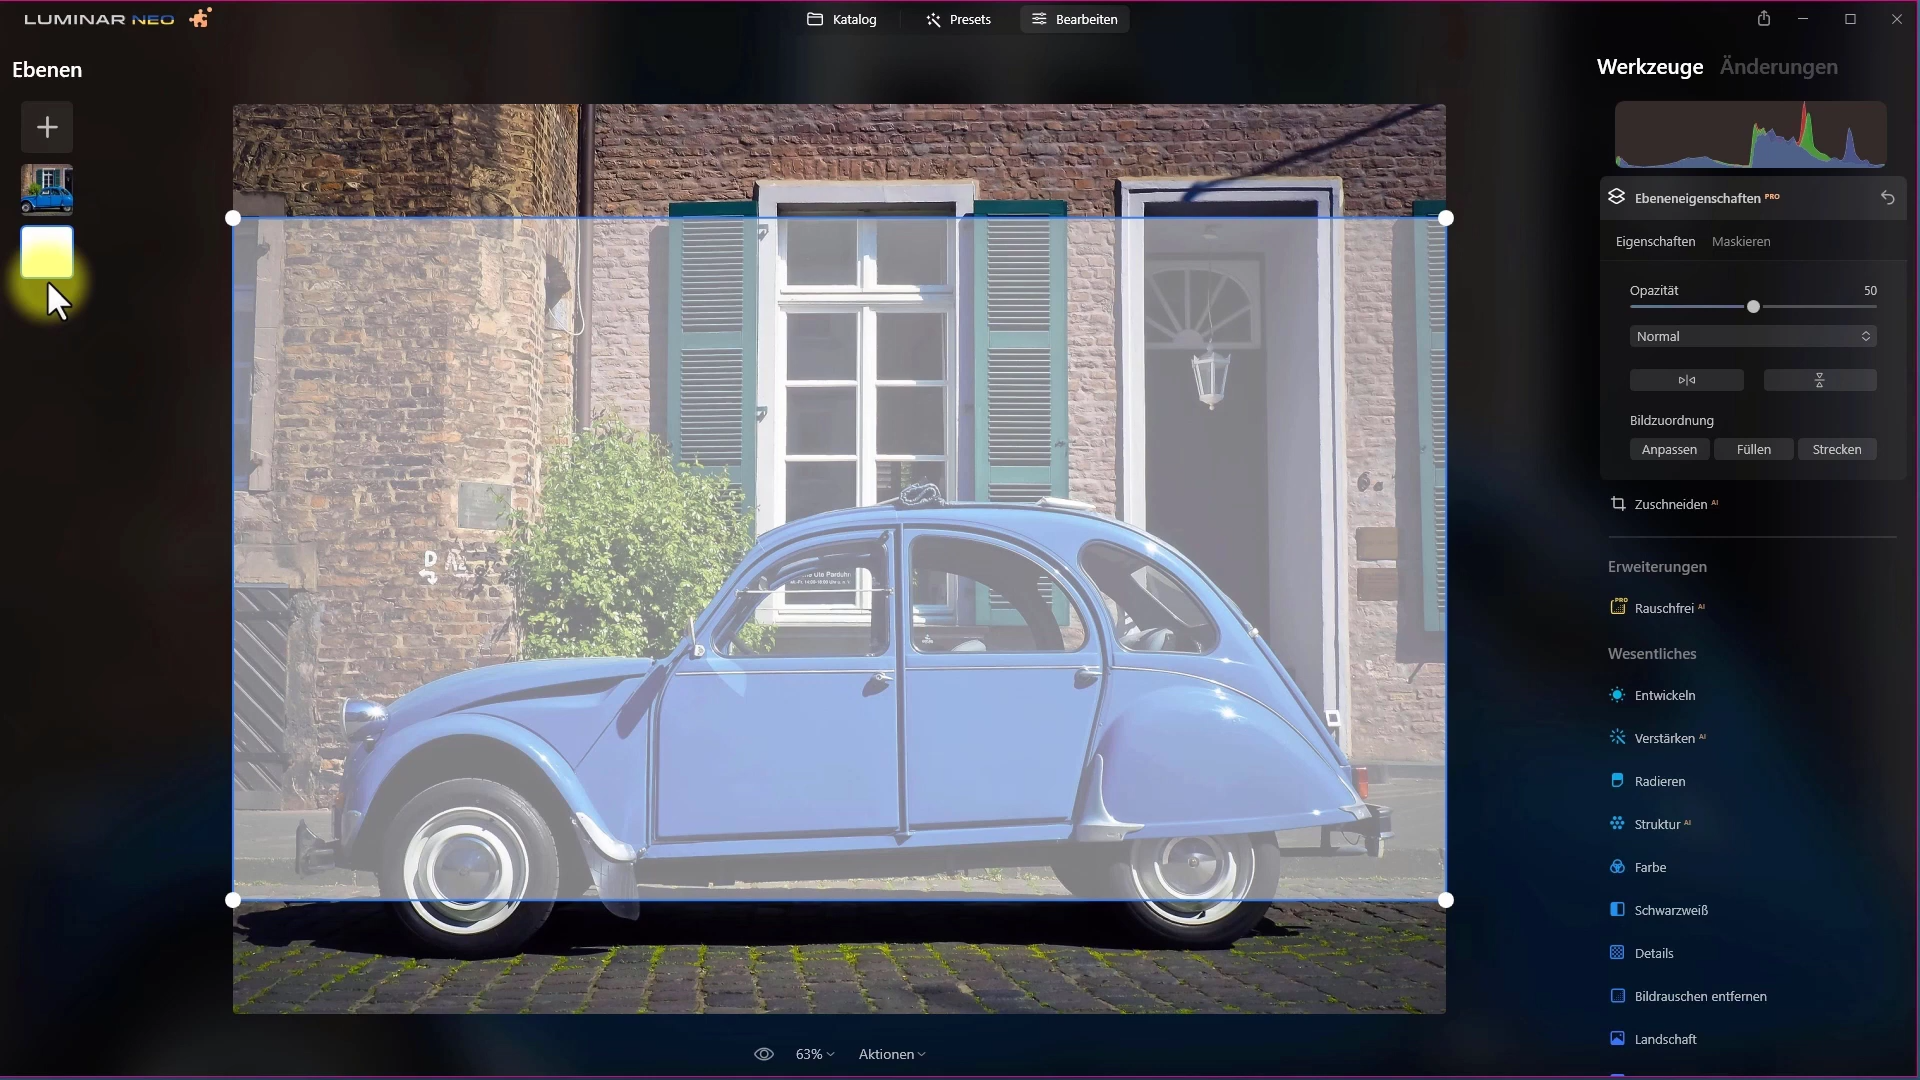 LUMINAR NEO
Katalog
Presets
Bearbeiten
Ebenen
Werkzeuge Änderungen
Ebeneneigenschaften PRO
Eigenschaften Maskieren
Opazität 50
Normal
Bildzuordnung
Anpassen Füllen Strecken
Zuschneiden AI
Erweiterungen
PRO Rauschfrei AI
Wesentliches
Entwickeln
Verstärken AI
Radieren
Struktur AI
Farbe
Schwarzweiß
Details
Bildrauschen entfernen
Landschaft
D
Ute
63% Aktionen